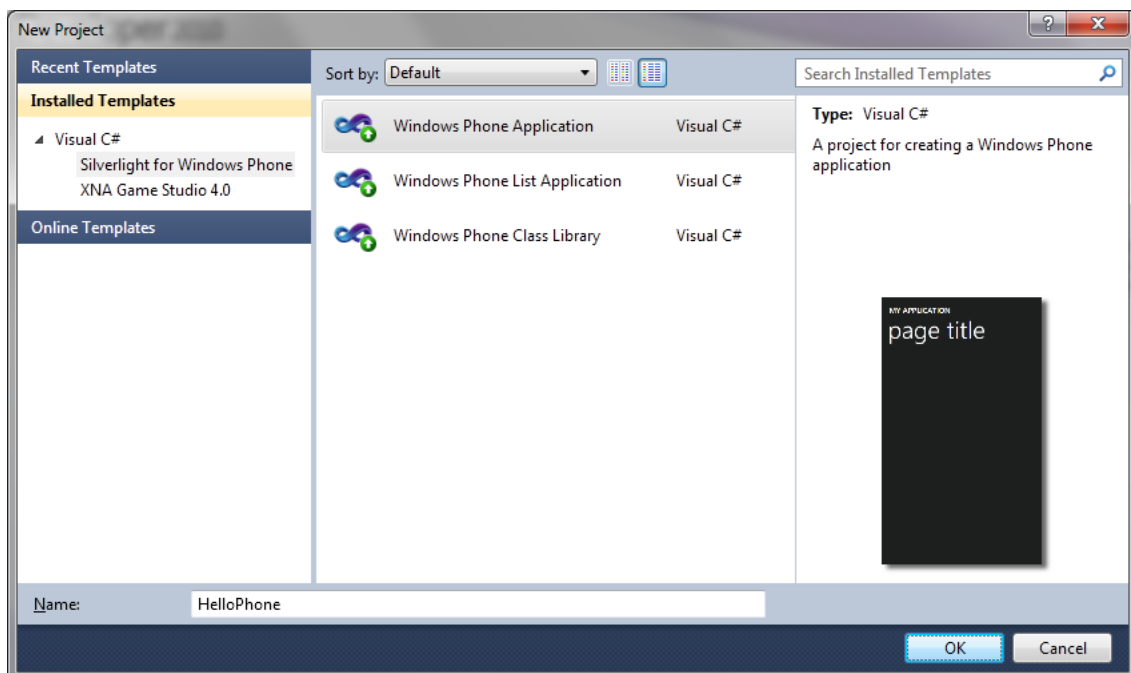 New Project
Recent Templates
Installed Templates
Visual C#
Silverlight for Windows Phone
XNA Game Studio 4.0
Online Templates
Sort by: Default
Windows Phone Application Visual C#
Windows Phone List Application Visual C#
Windows Phone Class Library Visual C#
Search Installed Templates
Type: Visual C#
A project for creating a Windows Phone
application
MY APPLICATION
page title
Name: HelloPhone
OK Cancel